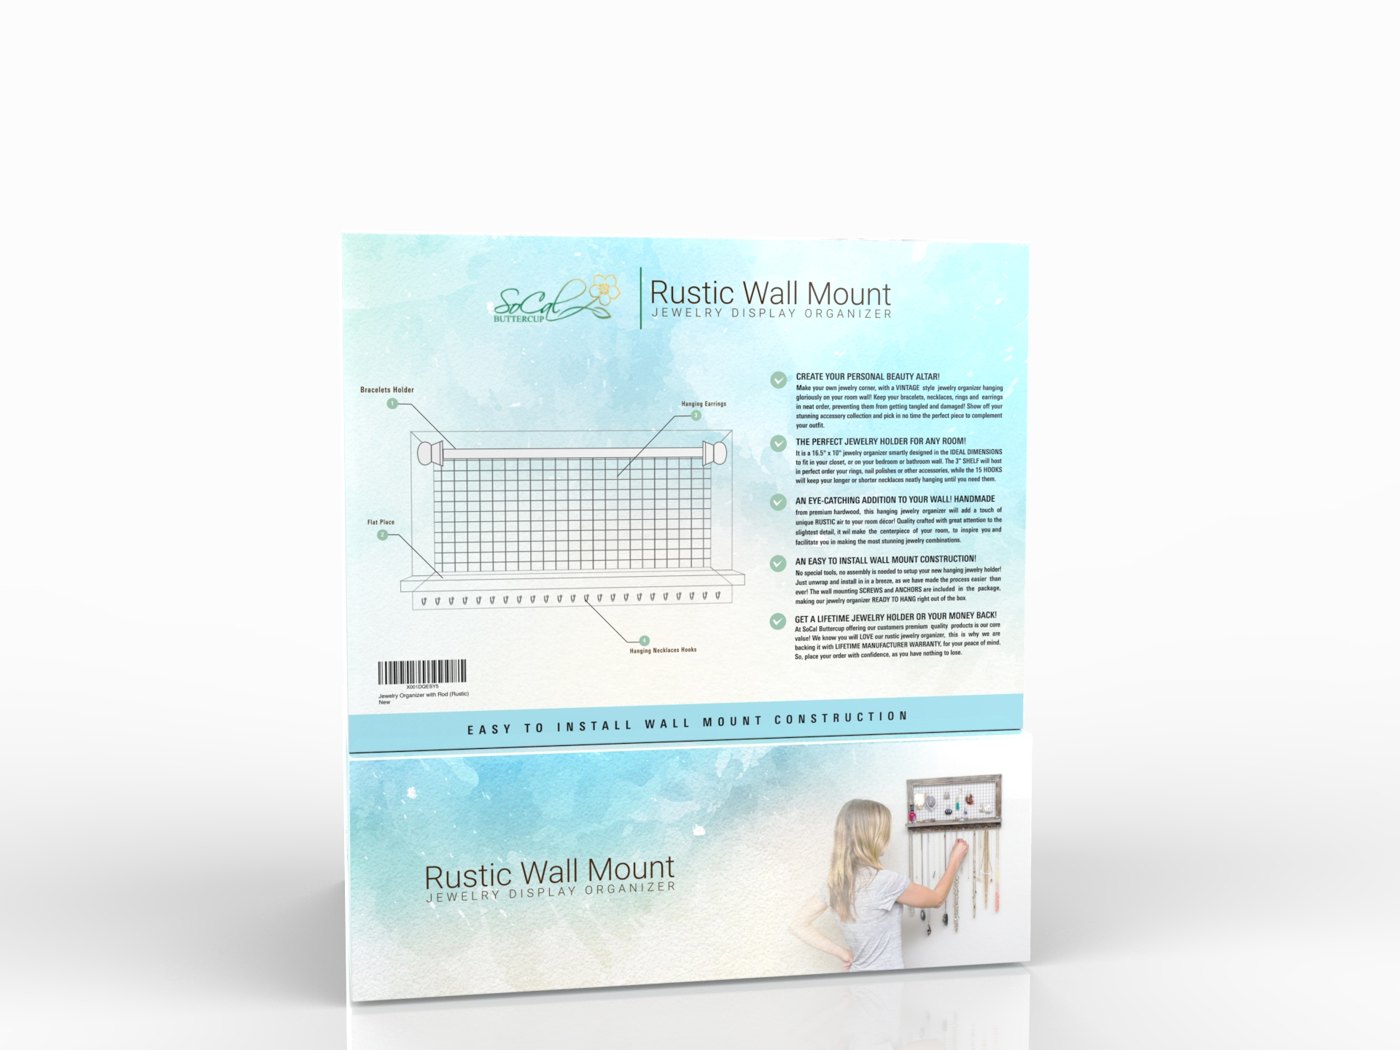 SoCal
BUTTERCUP
Rustic Wall Mount
JEWELRY DISPLAY ORGANIZER
Bracelets Holder
1
Hanging Earrings
3
Flat Place
2
4
Hanging Necklaces Hooks
CREATE YOUR PERSONAL BEAUTY ALTAR!
Make your own jewelry corner, with a VINTAGE style jewelry organizer hanging
gloriously on your room wall! Keep your bracelets, necklaces, rings and earrings
in neat order, preventing them from getting tangled and damaged! Show off your
stunning accessory collection and pick in no time the perfect piece to complement
your outfit.
THE PERFECT JEWELRY HOLDER FOR ANY ROOM!
It is a 16.5" x 10" jewelry organizer smartly designed in the IDEAL DIMENSIONS
to fit in your closet, or on your bedroom or bathroom wall. The 3" SHELF will host
in perfect order your rings, nail polishes or other accessories, while the 15 HOOKS
will keep your longer or shorter necklaces neatly hanging until you need them.
AN EYE-CATCHING ADDITION TO YOUR WALL! HANDMADE
from premium hardwood, this hanging jewelry organizer will add a touch of
unique RUSTIC air to your room décor! Quality crafted with great attention to the
slightest detail, it wil make the centerpiece of your room, to inspire you and
facilitate you in making the most stunning jewelry combinations.
AN EASY TO INSTALL WALL MOUNT CONSTRUCTION!
No special tools, no assembly is needed to setup your new hanging jewelry holder!
Just unwrap and install in in a breeze, as we have made the process easier than
ever! The wall mounting SCREWS and ANCHORS are included in the package,
making our jewelry organizer READY TO HANG right out of the box
GET A LIFETIME JEWELRY HOLDER OR YOUR MONEY BACK!
At SoCal Buttercup offering our customers premium quality products is our core
value! We know you will LOVE our rustic jewelry organizer, this is why we are
backing it with LIFETIME MANUFACTURER WARRANTY, for your peace of mind.
So, place your order with confidence, as you have nothing to lose.
X001DQESY5
Jewelry Organizer with Rod (Rustic)
New
EASY TO INSTALL WALL MOUNT CONSTRUCTION
Rustic Wall Mount
JEWELRY DISPLAY ORGANIZER